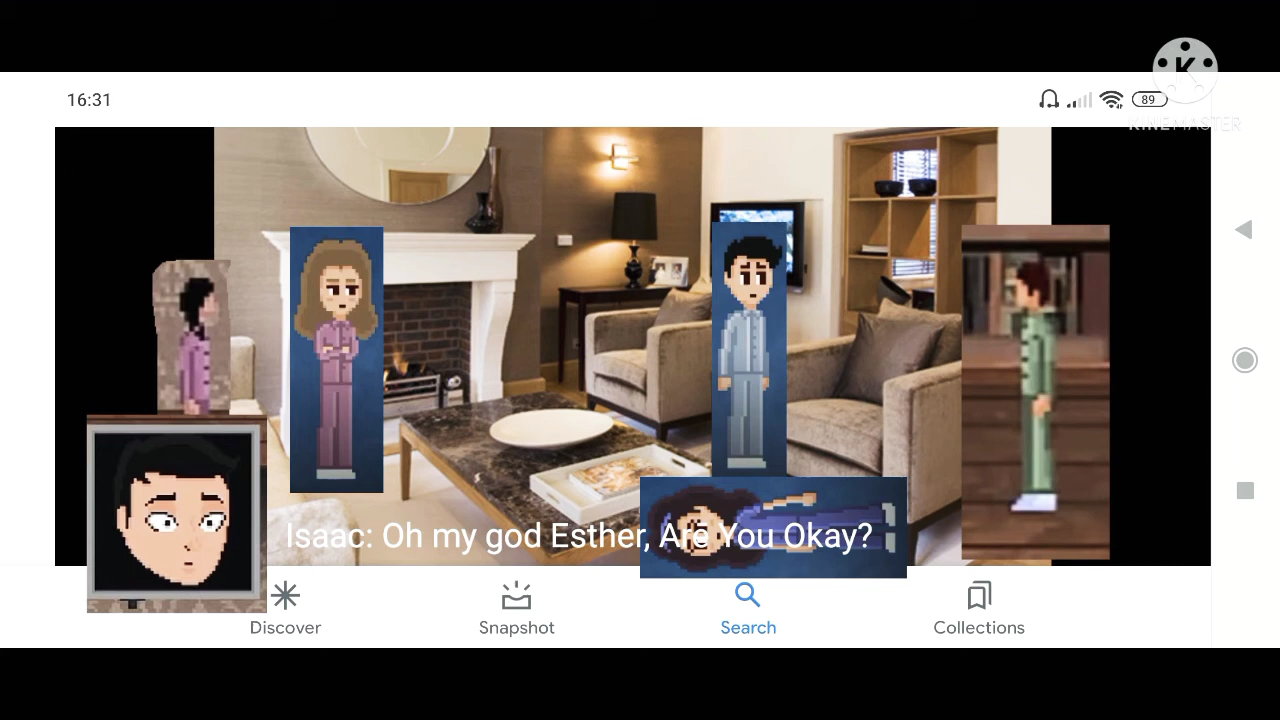 K
KINEMASTER
16:31
89
Isaac: Oh my god Esther, Are You Okay?
Discover
Snapshot
Search
Collections